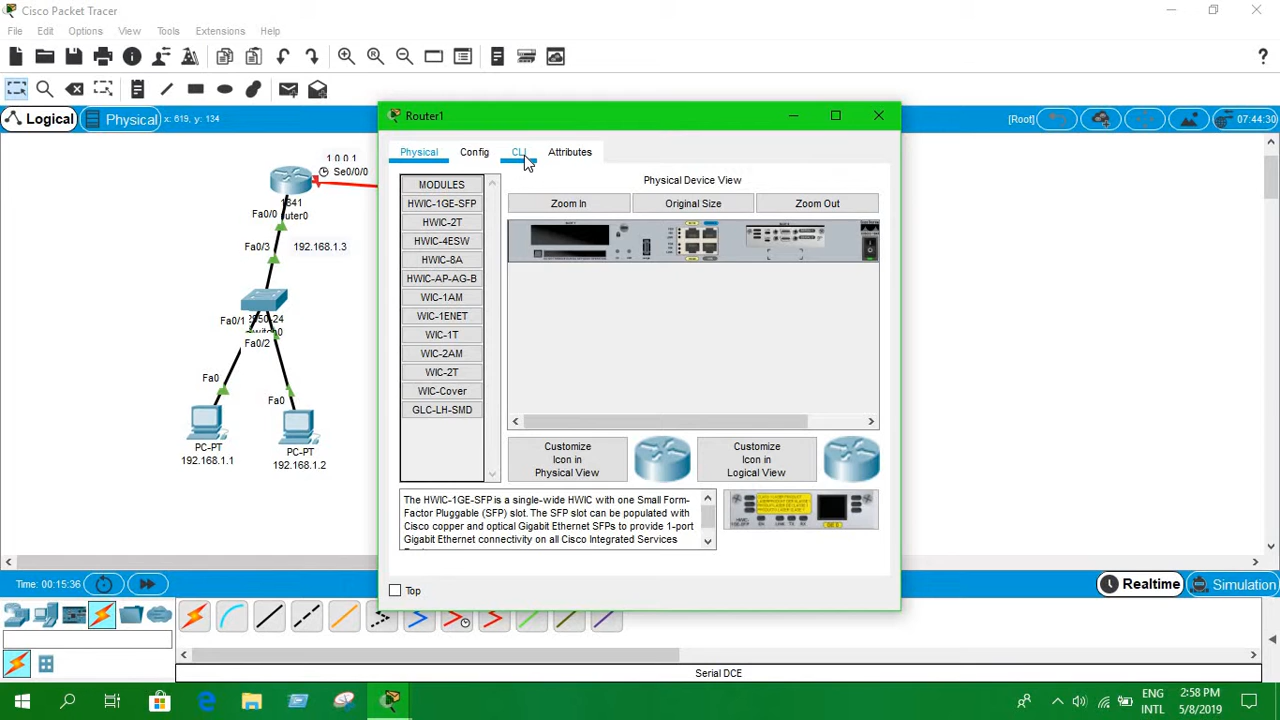 Cisco Packet Tracer
File Edit Options View Tools Extensions Help
Logical
Physical
x: 619, y: 134
[Root]
07:44:30
Router1
Physical
Config
CLI
Attributes
MODULES
HWIC-1GE-SFP
HWIC-2T
HWIC-4ESW
HWIC-8A
HWIC-AP-AG-B
WIC-1AM
WIC-1ENET
WIC-1T
WIC-2AM
WIC-2T
WIC-Cover
GLC-LH-SMD
Physical Device View
Zoom In
Original Size
Zoom Out
Customize
Icon in
Physical View
Customize
Icon in
Logical View
The HWIC-1GE-SFP is a single-wide HWIC with one Small Form-
Factor Pluggable (SFP) slot. The SFP slot can be populated with
Cisco copper and optical Gigabit Ethernet SFPs to provide 1-port
Gigabit Ethernet connectivity on all Cisco Integrated Services
Top
1.0.0.1
Se0/0/0
1841
Router0
Fa0/0
Fa0/3
192.168.1.3
Fa0/1
Fa0/2
Fa0
Fa0
PC-PT
192.168.1.1
PC-PT
192.168.1.2
Time: 00:15:36
Realtime
Simulation
Serial DCE
ENG
INTL
2:58 PM
5/8/2019